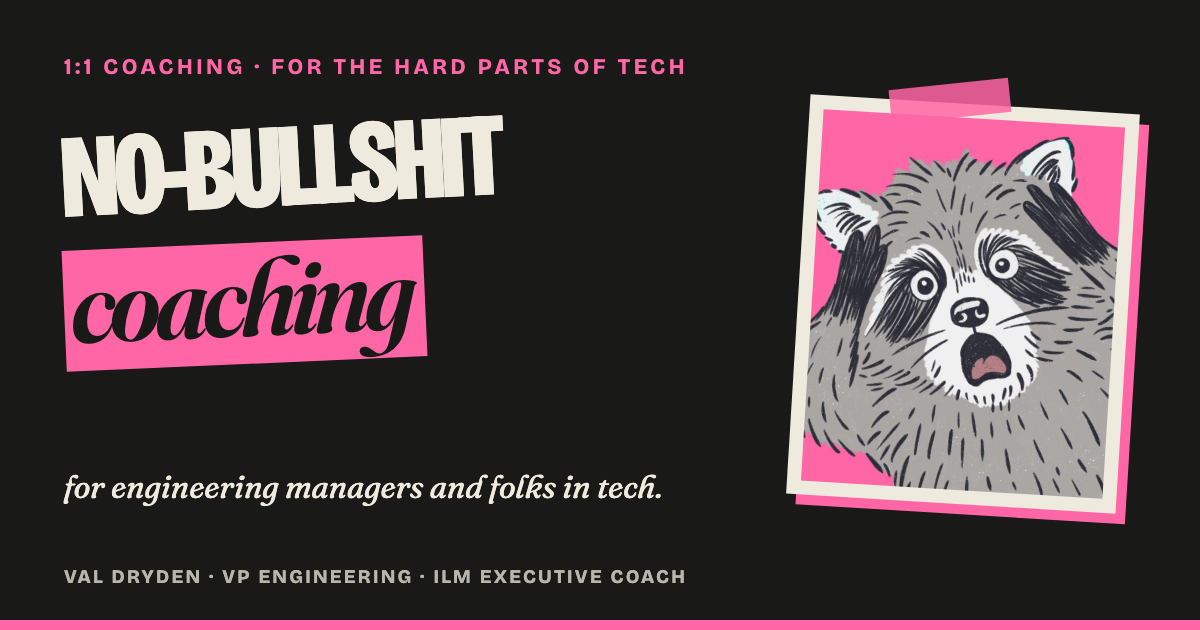 1:1 COACHING · FOR THE HARD PARTS OF TECH
NO-BULLSHIT
coaching
for engineering managers and folks in tech.
VAL DRYDEN · VP ENGINEERING · ILM EXECUTIVE COACH